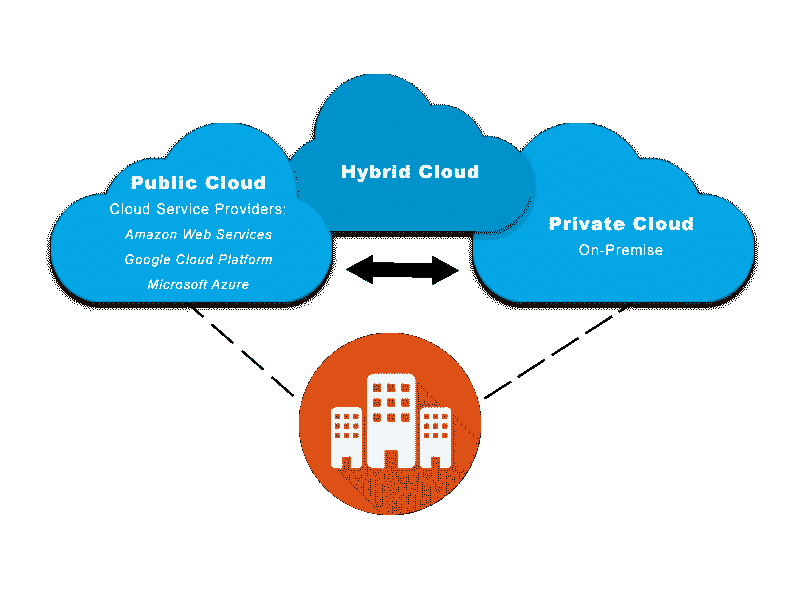 Hybrid Cloud
Public Cloud
Cloud Service Providers:
Amazon Web Services
Google Cloud Platform
Microsoft Azure
Private Cloud
On-Premise